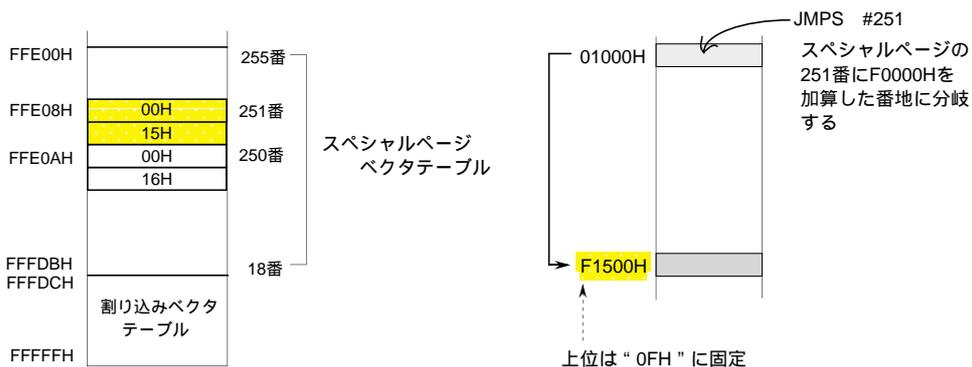 FFE00H
255番
FFE08H
00H
251番
15H
FFE0AH
00H
250番
16H
スペシャルページ
ベクタテーブル
FFFDBH
18番
FFFDCH
割り込みベクタ
テーブル
FFFFFH
JMPS #251
01000H
スペシャルページの
251番にF0000Hを
加算した番地に分岐
する
F1500H
上位は“0FH”に固定